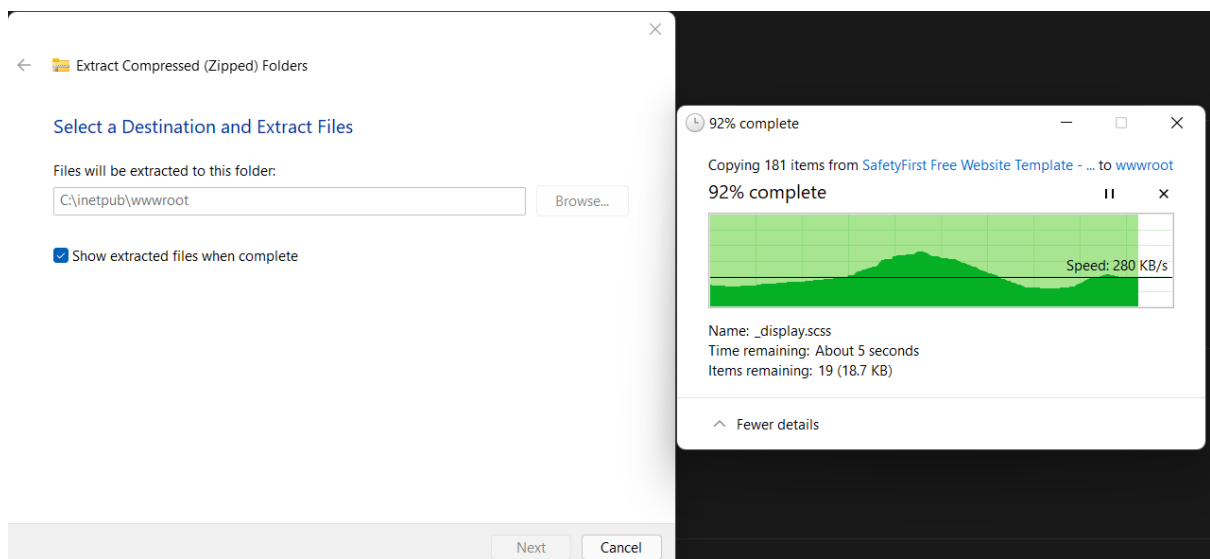 Extract Compressed (Zipped) Folders
Select a Destination and Extract Files
Files will be extracted to this folder:
C:\inetpub\wwwroot
Browse...
Show extracted files when complete
Next
Cancel
92% complete
Copying 181 items from SafetyFirst Free Website Template - ... to wwwroot
92% complete
Speed: 280 KB/s
Name: _display.scss
Time remaining: About 5 seconds
Items remaining: 19 (18.7 KB)
Fewer details